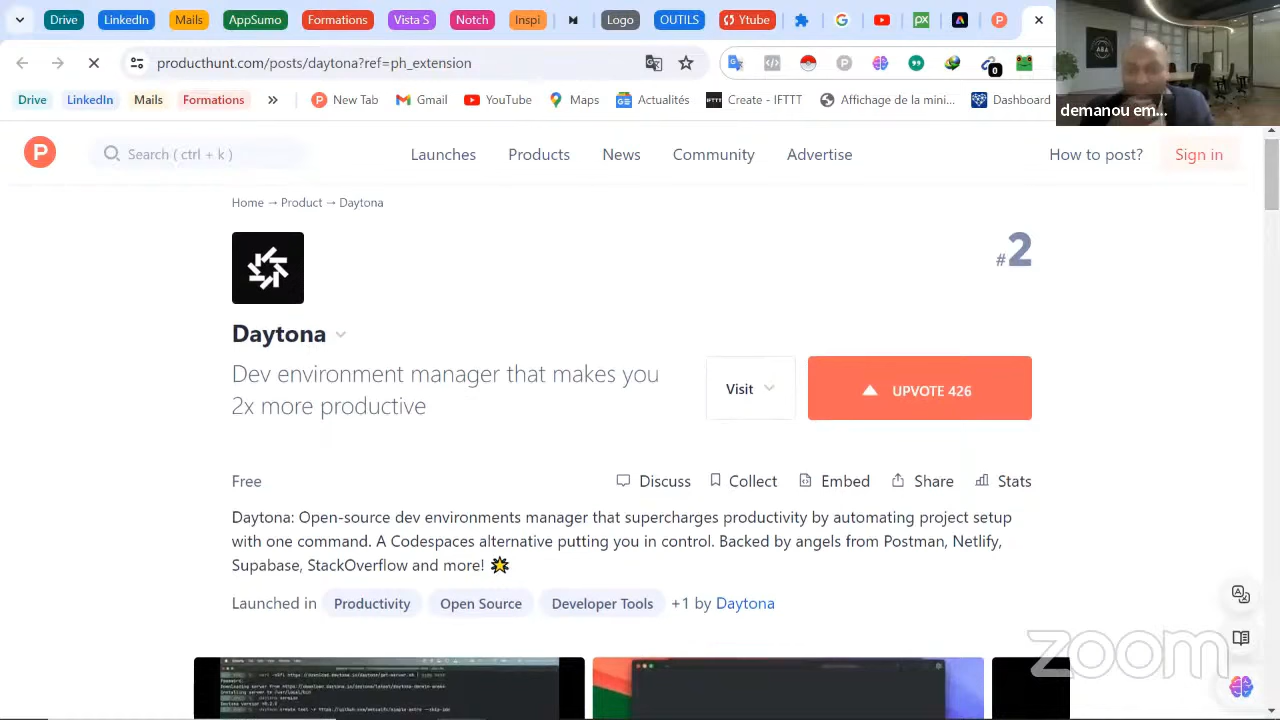 Drive LinkedIn Mails AppSumo Formations Vista S Notch Inspi Logo OUTILS Ytube
producthunt.com/posts/daytona?ref=ph_extension
0
Drive LinkedIn Mails Formations » New Tab Gmail YouTube Maps Actualités IFTTT Create - IFTTT Affichage de la mini... Dashboard
ABA
demanou em...
P
Search ( ctrl + k )
Launches Products News Community Advertise How to post? Sign in
Home → Product → Daytona
#2
Daytona
Dev environment manager that makes you
2x more productive
Visit
UPVOTE 426
Free
Discuss Collect Embed Share Stats
Daytona: Open-source dev environments manager that supercharges productivity by automating project setup
with one command. A Codespaces alternative putting you in control. Backed by angels from Postman, Netlify,
Supabase, StackOverflow and more!
Launched in Productivity Open Source Developer Tools +1 by Daytona
zoom